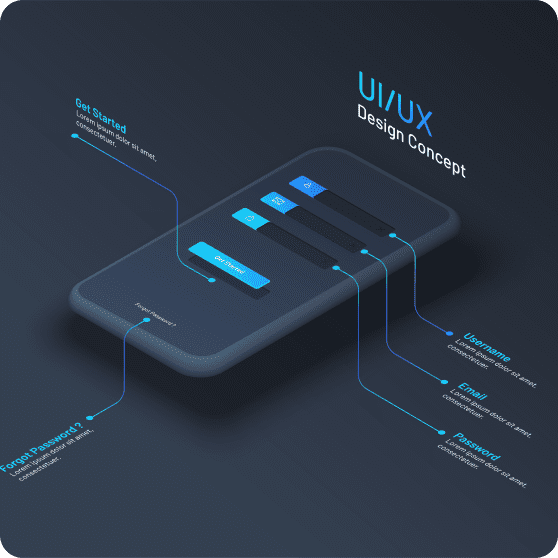 UI/UX
Design Concept
Get Started
Lorem ipsum dolor sit amet,
consectetuer.
Get Started
Forgot Password ?
Username
Lorem ipsum dolor sit amet,
consectetuer.
Email
Lorem ipsum dolor sit amet,
consectetuer.
Password
Lorem ipsum dolor sit amet,
consectetuer.
Forgot Password ?
Lorem ipsum dolor sit amet,
consectetuer.